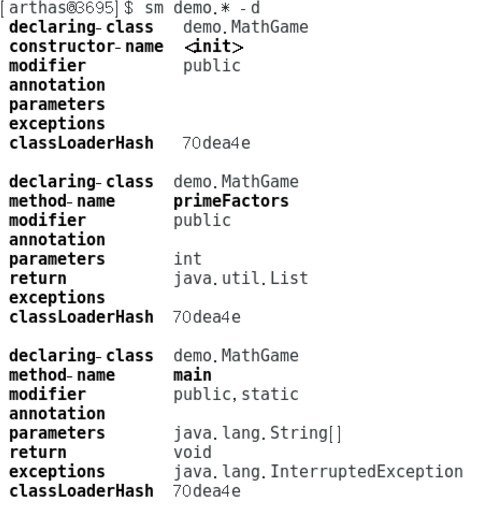 [arthas@3695]$ sm demo.* -d
declaring-class demo.MathGame
constructor-name <init>
modifier public
annotation
parameters
exceptions
classLoaderHash 70dea4e
declaring-class demo.MathGame
method-name primeFactors
modifier public
annotation
parameters int
return java.util.List
exceptions
classLoaderHash 70dea4e
declaring-class demo.MathGame
method-name main
modifier public,static
annotation
parameters java.lang.String[]
return void
exceptions java.lang.InterruptedException
classLoaderHash 70dea4e